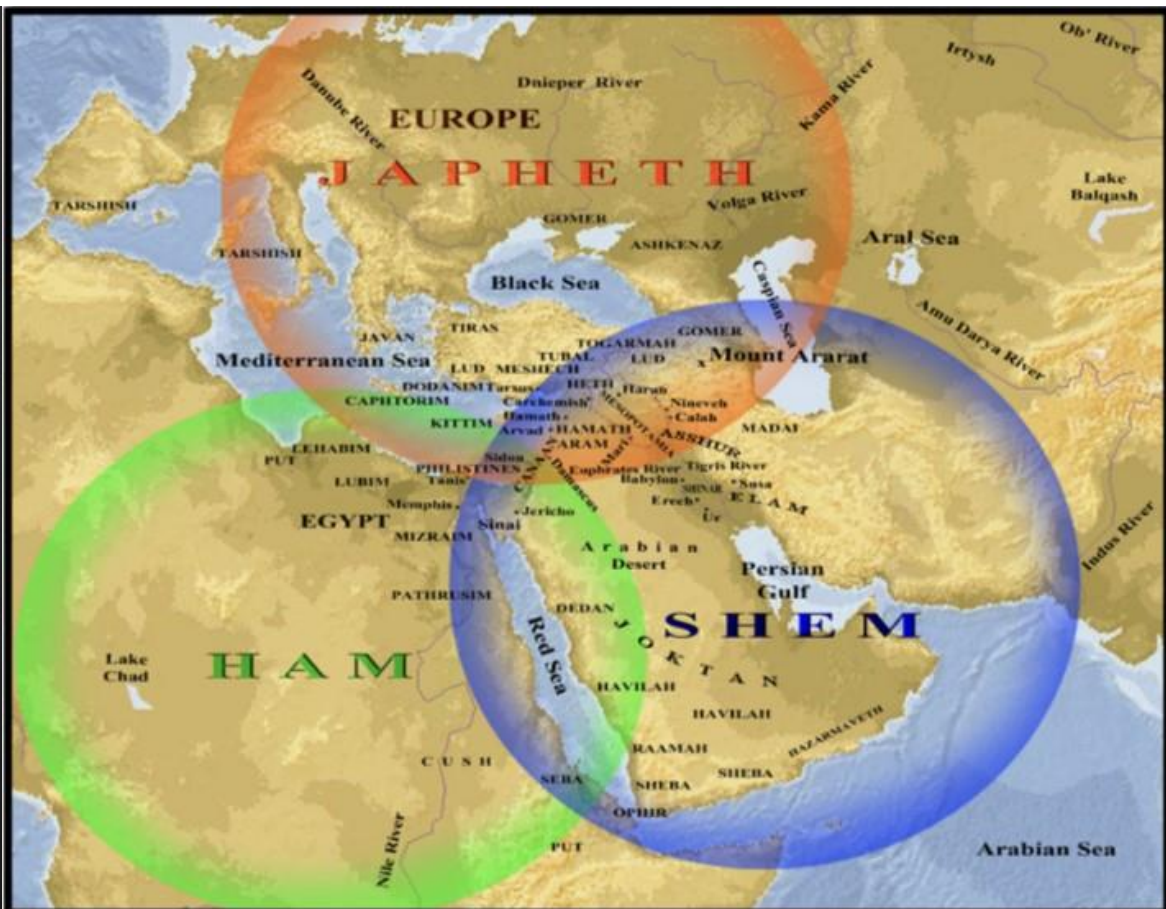 Ob' River
Irtysh
Dnieper River
Kama River
Danube River
EUROPE
JAPHETH
Lake
Balqash
Volga River
TARSHISH
GOMER
Aral Sea
ASHKENAZ
TARSHISH
Caspian Sea
Black Sea
Amu Darya River
TIRAS
GOMER
JAVAN
TOGARMAH
Mediterranean Sea
TUBAL
LUD
x Mount Ararat
LUD
MESHECH
DODANIM
Tarsus
HETH
Haran
CAPHTORIM
Carchemish
MESOPOTAMIA
Nineveh
Hamath
Calah
KITTIM
Arvad
HAMATH
MADAI
ASSHUR
ARAM
Mari
LEHABIM
PUT
Sidon
CANAAN
PHILISTINES
Damascus
Euphrates River
Tigris River
LUBIM
Tanis
Babylon
SHINAR
Susa
Memphis
Erech
ELAM
Jericho
Ur
EGYPT
Sinai
Indus River
MIZRAIM
Arabian
Desert
Persian
Gulf
PATHRUSIM
DEDAN
SHEM
JOKTAN
Red Sea
Lake
Chad
HAM
HAVILAH
HAVILAH
HAZARMAVETH
RAAMAH
CUSH
SEBA
SHEBA
SHEBA
OPHIR
PUT
Nile River
Arabian Sea